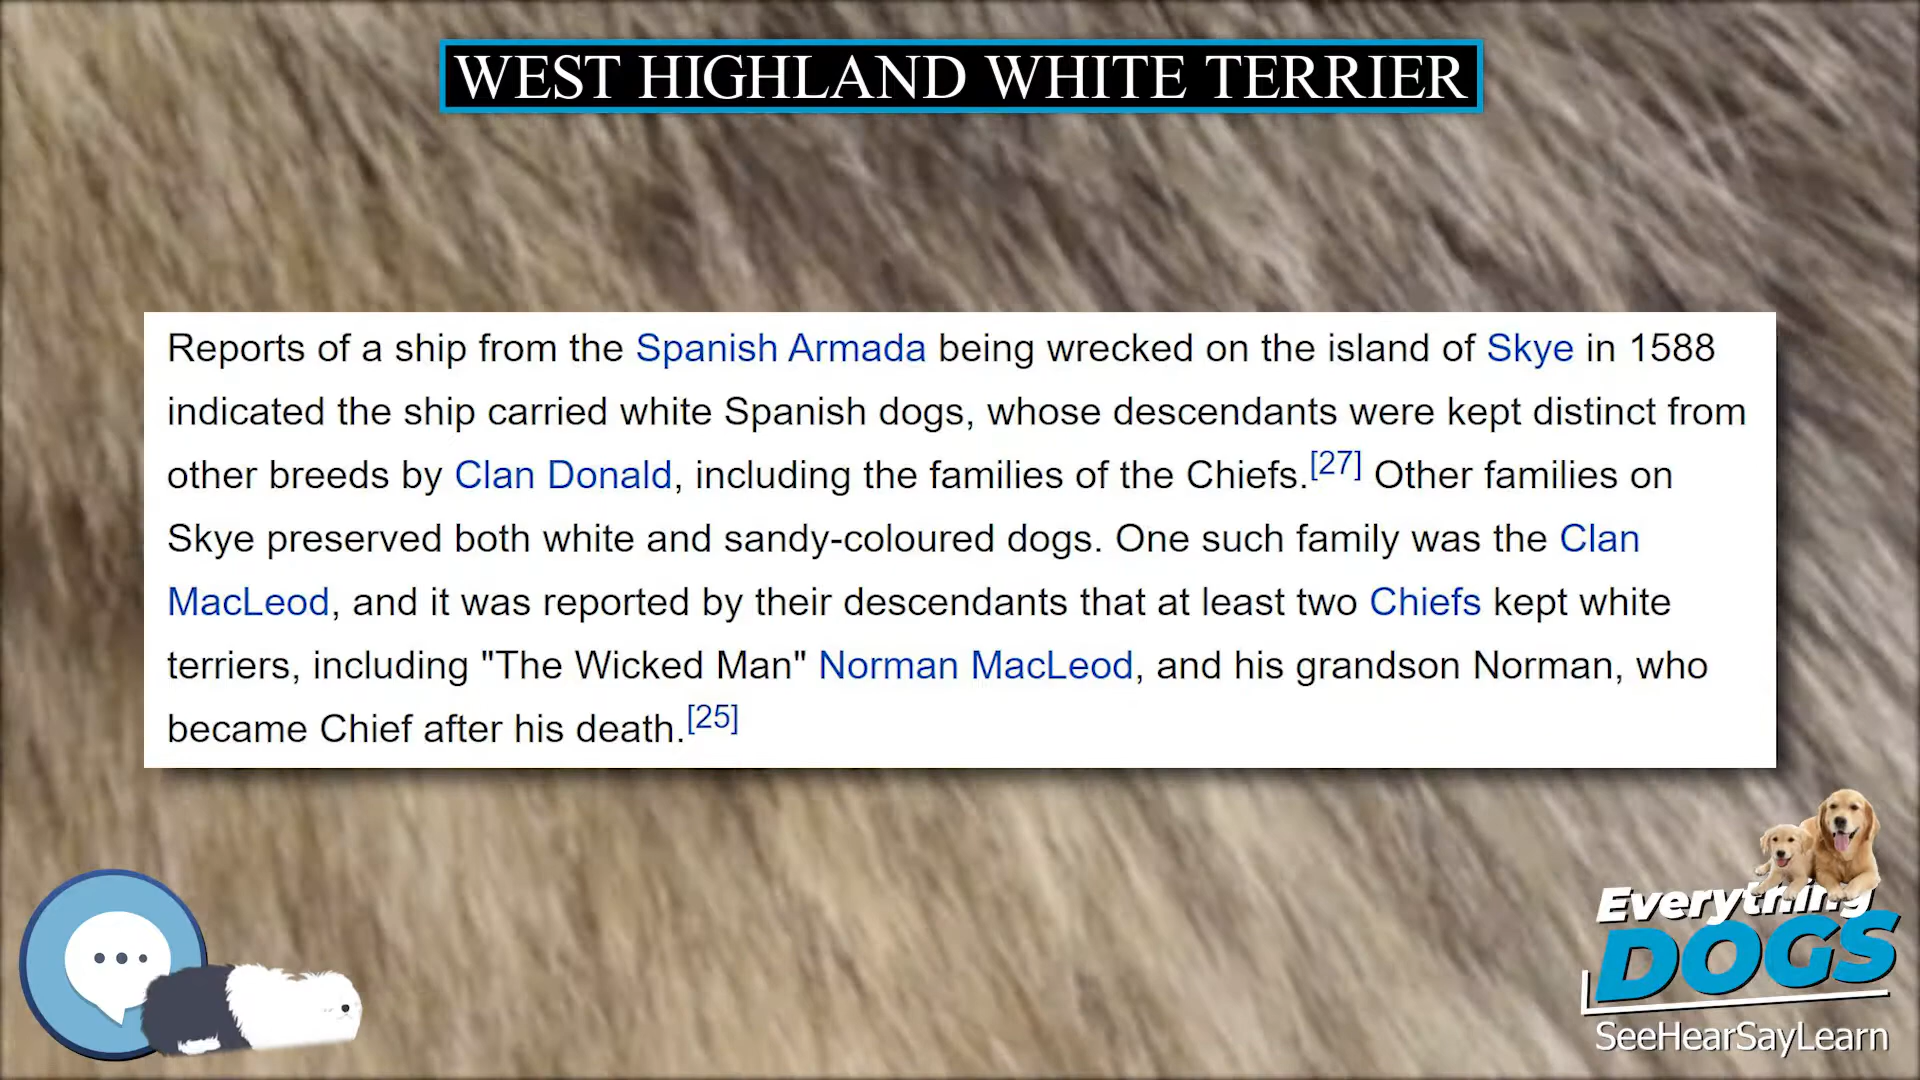 WEST HIGHLAND WHITE TERRIER
Reports of a ship from the Spanish Armada being wrecked on the island of Skye in 1588
indicated the ship carried white Spanish dogs, whose descendants were kept distinct from
other breeds by Clan Donald, including the families of the Chiefs.[27] Other families on
Skye preserved both white and sandy-coloured dogs. One such family was the Clan
MacLeod, and it was reported by their descendants that at least two Chiefs kept white
terriers, including "The Wicked Man" Norman MacLeod, and his grandson Norman, who
became Chief after his death.[25]
Everything
DOGS
SeeHearSayLearn